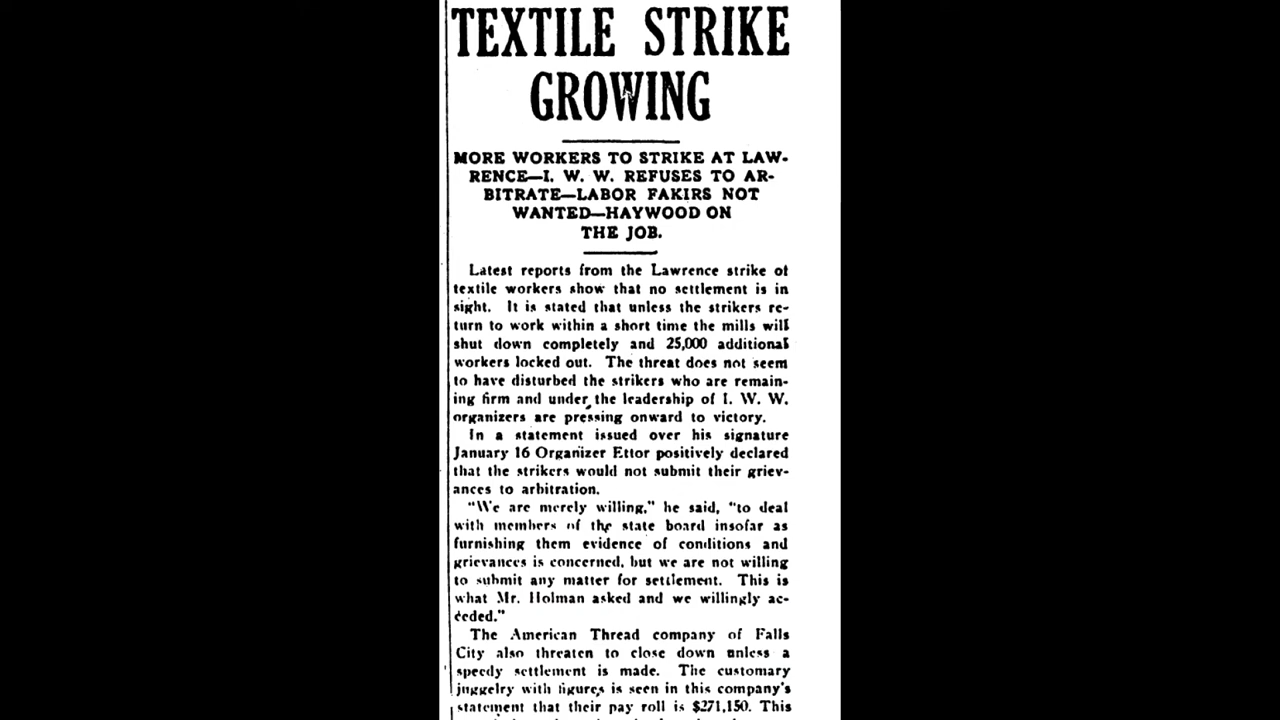 TEXTILE STRIKE
GROWING
MORE WORKERS TO STRIKE AT LAW-
RENCE—I. W. W. REFUSES TO AR-
BITRATE—LABOR FAKIRS NOT
WANTED—HAYWOOD ON
THE JOB.
Latest reports from the Lawrence strike of
textile workers show that no settlement is in
sight. It is stated that unless the strikers re-
turn to work within a short time the mills will
shut down completely and 25,000 additional
workers locked out. The threat does not seem
to have disturbed the strikers who are remain-
ing firm and under the leadership of I. W. W.
organizers are pressing onward to victory.
In a statement issued over his signature
January 16 Organizer Ettor positively declared
that the strikers would not submit their griev-
ances to arbitration.
"We are merely willing," he said, "to deal
with members of the state board insofar as
furnishing them evidence of conditions and
grievances is concerned, but we are not willing
to submit any matter for settlement. This is
what Mr. Holman asked and we willingly ac-
ceded."
The American Thread company of Falls
City also threaten to close down unless a
speedy settlement is made. The customary
jugglery with figures is seen in this company's
statement that their pay roll is $271,150. This